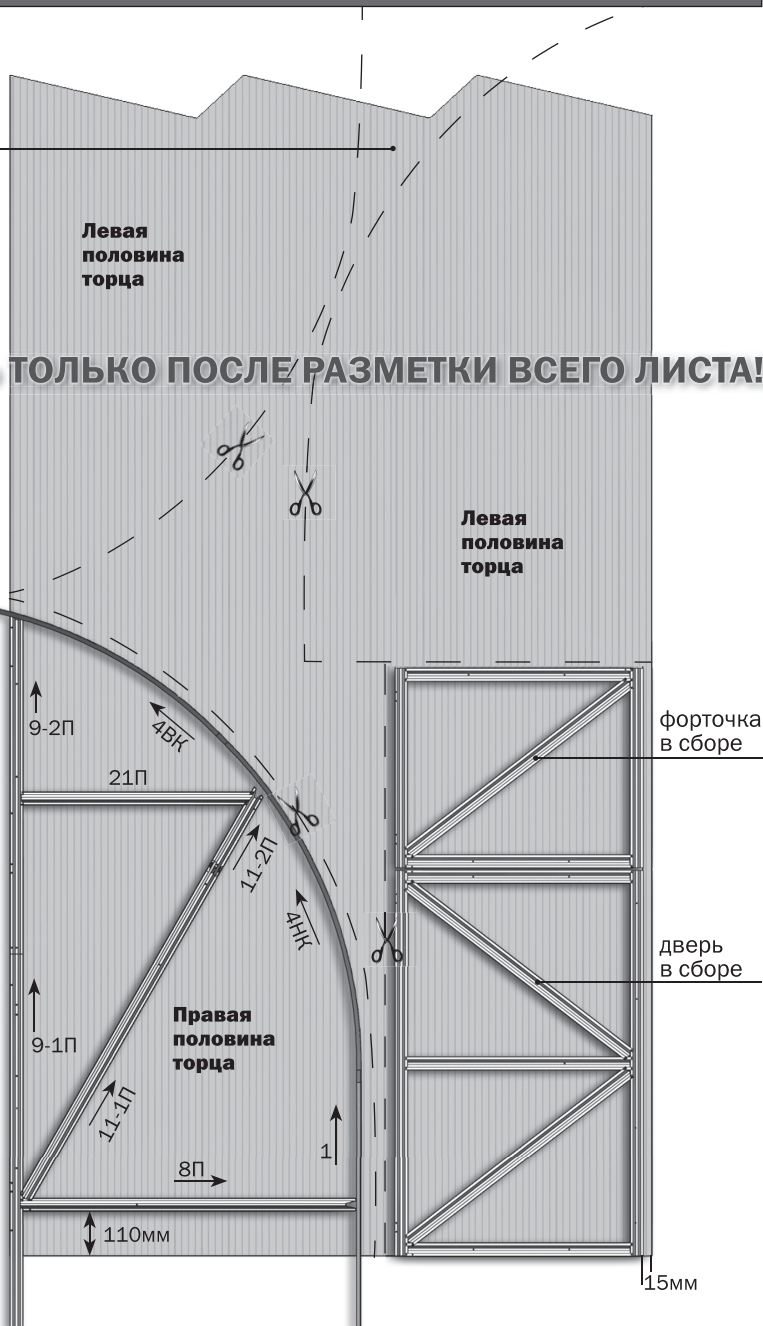 Левая
половина
торца
ТОЛЬКО ПОСЛЕ РАЗМЕТКИ ВСЕГО ЛИСТА!
Левая
половина
торца
9-2П
4ВК
21П
форточка
в сборе
11-2П
4НК
дверь
в сборе
Правая
половина
торца
9-1П
11-1П
1
8П
110мм
15мм